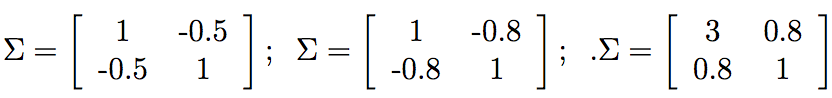 Σ = [ 1 -0.5 ; -0.5 1 ] ; Σ = [ 1 -0.8 ; -0.8 1 ] ; .Σ = [ 3 0.8 ; 0.8 1 ]